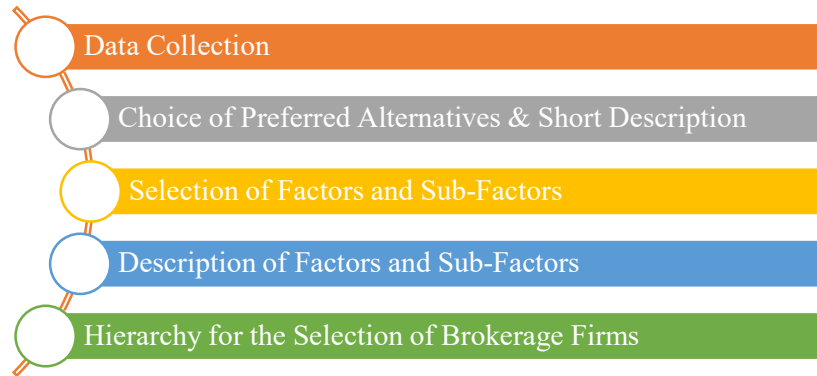 Data Collection
Choice of Preferred Alternatives & Short Description
Selection of Factors and Sub-Factors
Description of Factors and Sub-Factors
Hierarchy for the Selection of Brokerage Firms